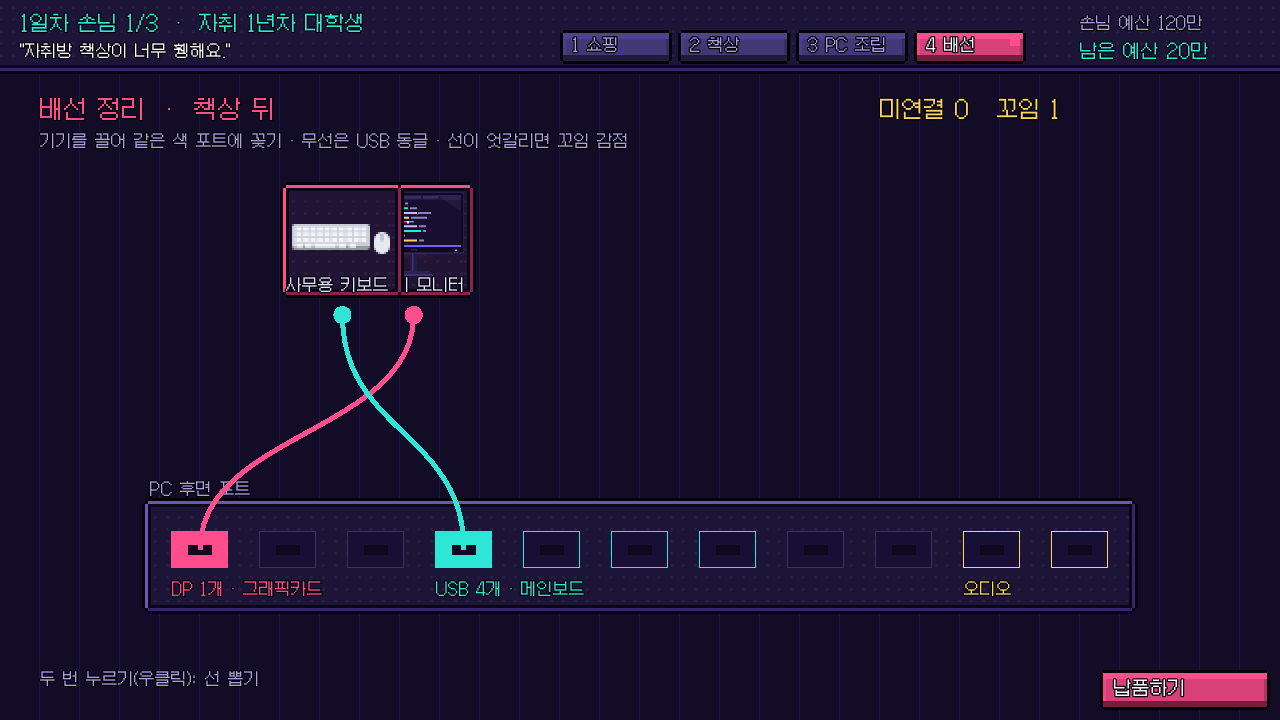 1일차 손님 1/3 · 자취 1년차 대학생
"자취방 책상이 너무 휑해요."
1 쇼핑
2 책상
3 PC 조립
4 배선
손님 예산 120만
남은 예산 20만
배선 정리 · 책상 뒤
미연결 0 꼬임 1
기기를 끌어 같은 색 포트에 꽂기 · 무선은 USB 동글 · 선이 엇갈리면 꼬임 감점
사무용 키보드
모니터
PC 후면 포트
DP 1개 · 그래픽카드
USB 4개 · 메인보드
오디오
두 번 누르기(우클릭): 선 뽑기
납품하기